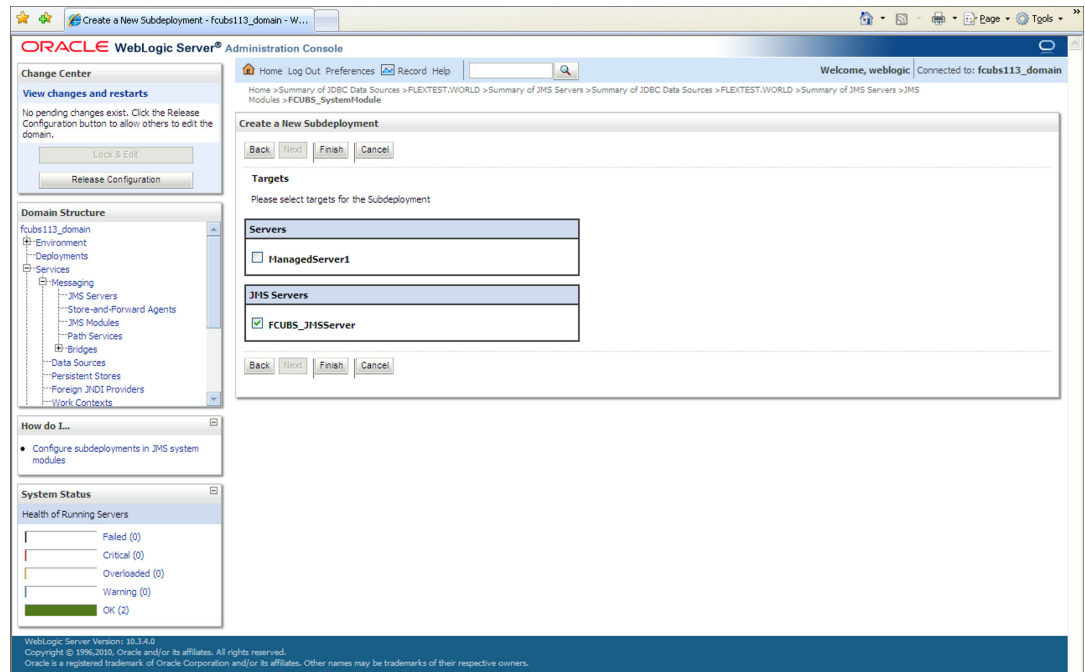 Create a New Subdeployment - fcubs113_domain - W...
Page
Tools
»
ORACLE WebLogic Server® Administration Console
Change Center
View changes and restarts
No pending changes exist. Click the Release
Configuration button to allow others to edit the
domain.
Lock & Edit
Release Configuration
Domain Structure
fcubs113_domain
Environment
Deployments
Services
Messaging
JMS Servers
Store-and-Forward Agents
JMS Modules
Path Services
Bridges
Data Sources
Persistent Stores
Foreign JNDI Providers
Work Contexts
How do I...
Configure subdeployments in JMS system
modules
System Status
Health of Running Servers
Failed (0)
Critical (0)
Overloaded (0)
Warning (0)
OK (2)
Home Log Out Preferences Record Help
Welcome, weblogic Connected to: fcubs113_domain
Home >Summary of JDBC Data Sources >FLEXTEST.WORLD >Summary of JMS Servers >Summary of JDBC Data Sources >FLEXTEST.WORLD >Summary of JMS Servers >JMS
Modules >FCUBS_SystemModule
Create a New Subdeployment
Back Next Finish Cancel
Targets
Please select targets for the Subdeployment
Servers
ManagedServer1
JMS Servers
FCUBS_JMSServer
Back Next Finish Cancel
WebLogic Server Version: 10.3.4.0
Copyright © 1996,2010, Oracle and/or its affiliates. All rights reserved.
Oracle is a registered trademark of Oracle Corporation and/or its affiliates. Other names may be trademarks of their respective owners.